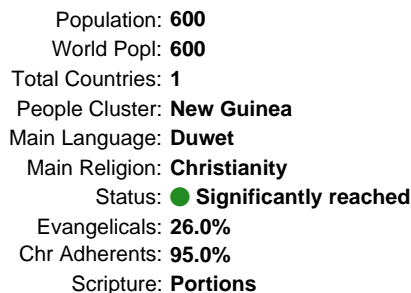 Population: 600
World Popl: 600
Total Countries: 1
People Cluster: New Guinea
Main Language: Duwet
Main Religion: Christianity
Status: Significantly reached
Evangelicals: 26.0%
Chr Adherents: 95.0%
Scripture: Portions